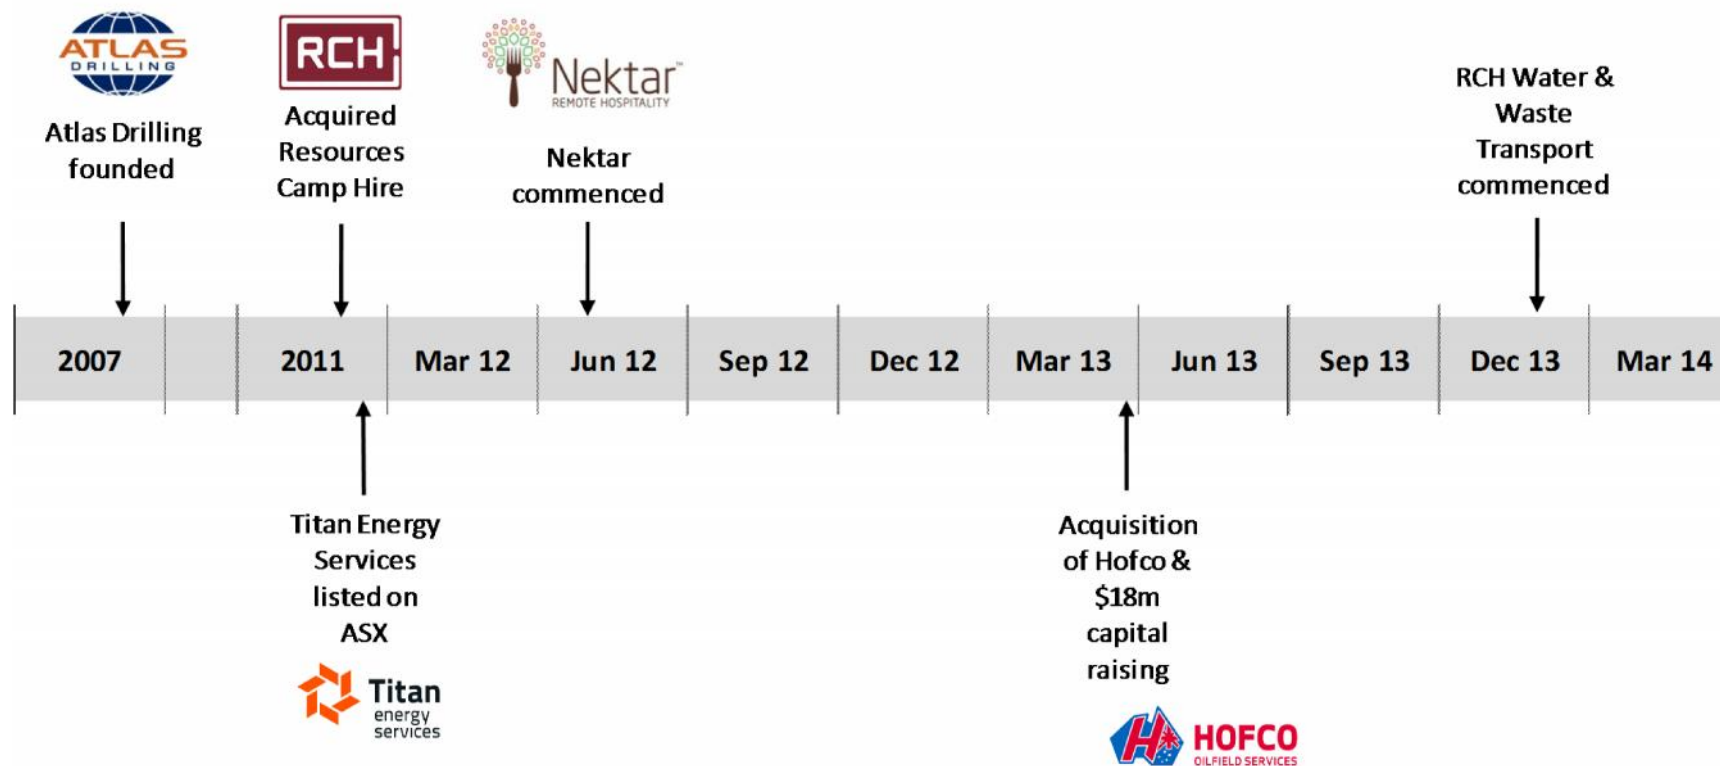 ATLAS
DRILLING
Atlas Drilling
founded
RCH
Acquired
Resources
Camp Hire
Nektar™
REMOTE HOSPITALITY
Nektar
commenced
RCH Water &
Waste
Transport
commenced
2007
2011
Mar 12
Jun 12
Sep 12
Dec 12
Mar 13
Jun 13
Sep 13
Dec 13
Mar 14
Titan Energy
Services
listed on
ASX
Titan
energy
services
Acquisition
of Hofco &
$18m
capital
raising
H
HOFCO
OILFIELD SERVICES